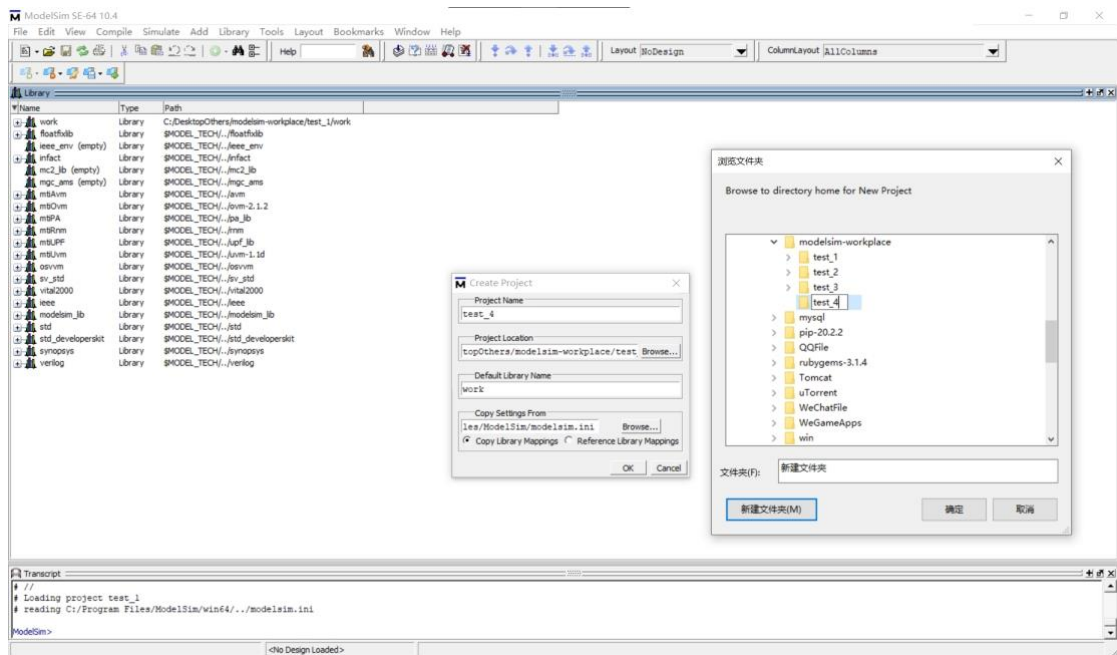 ModelSim SE-64 10.4
File Edit View Compile Simulate Add Library Tools Layout Bookmarks Window Help
Help
Layout NoDesign
ColumnLayout AllColumns
Library
Name Type Path
work Library C:/DesktopOthers/modelsim-workplace/test_1/work
floatfixlib Library $MODEL_TECH/../floatfixlib
ieee_env (empty) Library $MODEL_TECH/../ieee_env
infact Library $MODEL_TECH/../infact
mc2_lib (empty) Library $MODEL_TECH/../mc2_lib
mgc_ams (empty) Library $MODEL_TECH/../mgc_ams
mtiAvm Library $MODEL_TECH/../avm
mtiOvm Library $MODEL_TECH/../ovm-2.1.2
mtiPA Library $MODEL_TECH/../pa_lib
mtiRnm Library $MODEL_TECH/../rnm
mtiUPF Library $MODEL_TECH/../upf_lib
mtiUvm Library $MODEL_TECH/../uvm-1.1d
osvvm Library $MODEL_TECH/../osvvm
sv_std Library $MODEL_TECH/../sv_std
vital2000 Library $MODEL_TECH/../vital2000
ieee Library $MODEL_TECH/../ieee
modelsim_lib Library $MODEL_TECH/../modelsim_lib
std Library $MODEL_TECH/../std
std_developerskit Library $MODEL_TECH/../std_developerskit
synopsys Library $MODEL_TECH/../synopsys
verilog Library $MODEL_TECH/../verilog
Create Project
Project Name
test_4
Project Location
topOthers/modelsim-workplace/test Browse...
Default Library Name
work
Copy Settings From
les/ModelSim/modelsim.ini Browse...
Copy Library Mappings Reference Library Mappings
OK Cancel
浏览文件夹
Browse to directory home for New Project
modelsim-workplace
test_1
test_2
test_3
test_4
mysql
pip-20.2.2
QQFile
rubygems-3.1.4
Tomcat
uTorrent
WeChatFile
WeGameApps
win
文件夹(F): 新建文件夹
新建文件夹(M) 确定 取消
Transcript
# //
# Loading project test_1
# reading C:/Program Files/ModelSim/win64/../modelsim.ini
ModelSim>
<No Design Loaded>